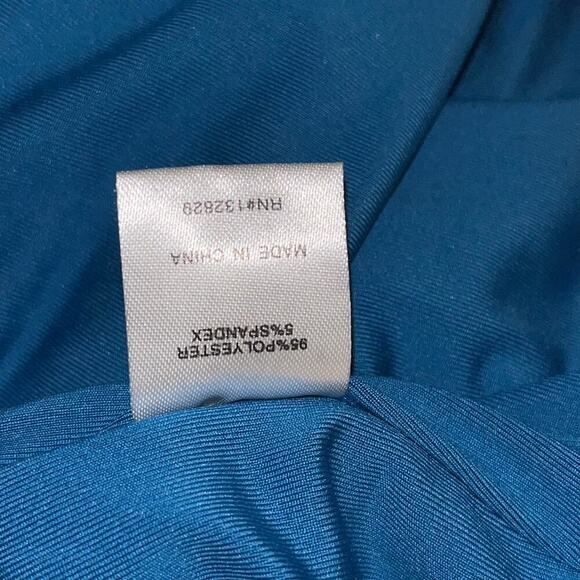 95%POLYESTER
5%SPANDEX
MADE IN CHINA
RN#132829